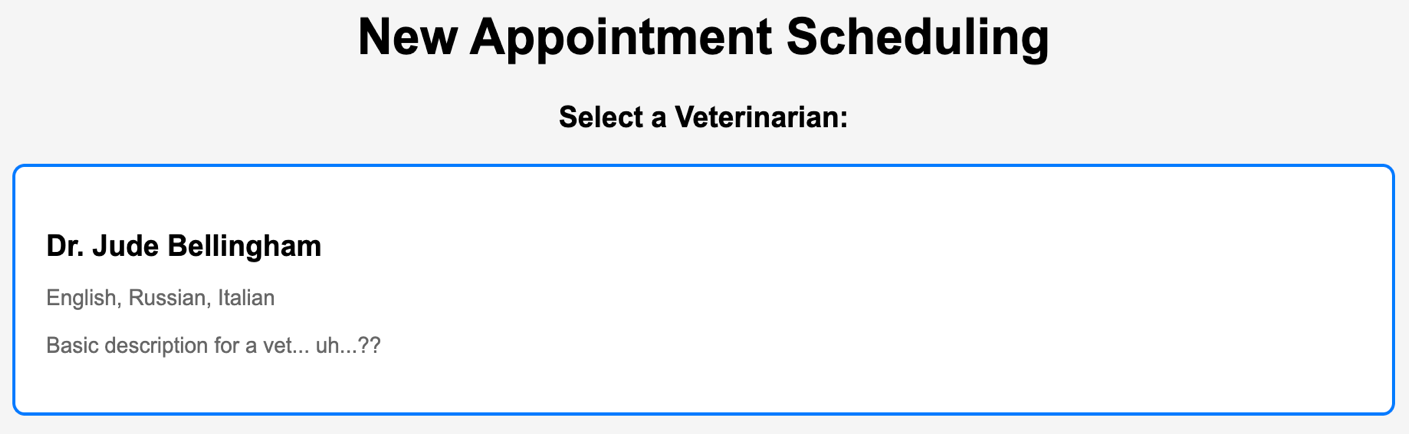 New Appointment Scheduling
Select a Veterinarian:
Dr. Jude Bellingham
English, Russian, Italian
Basic description for a vet... uh...??